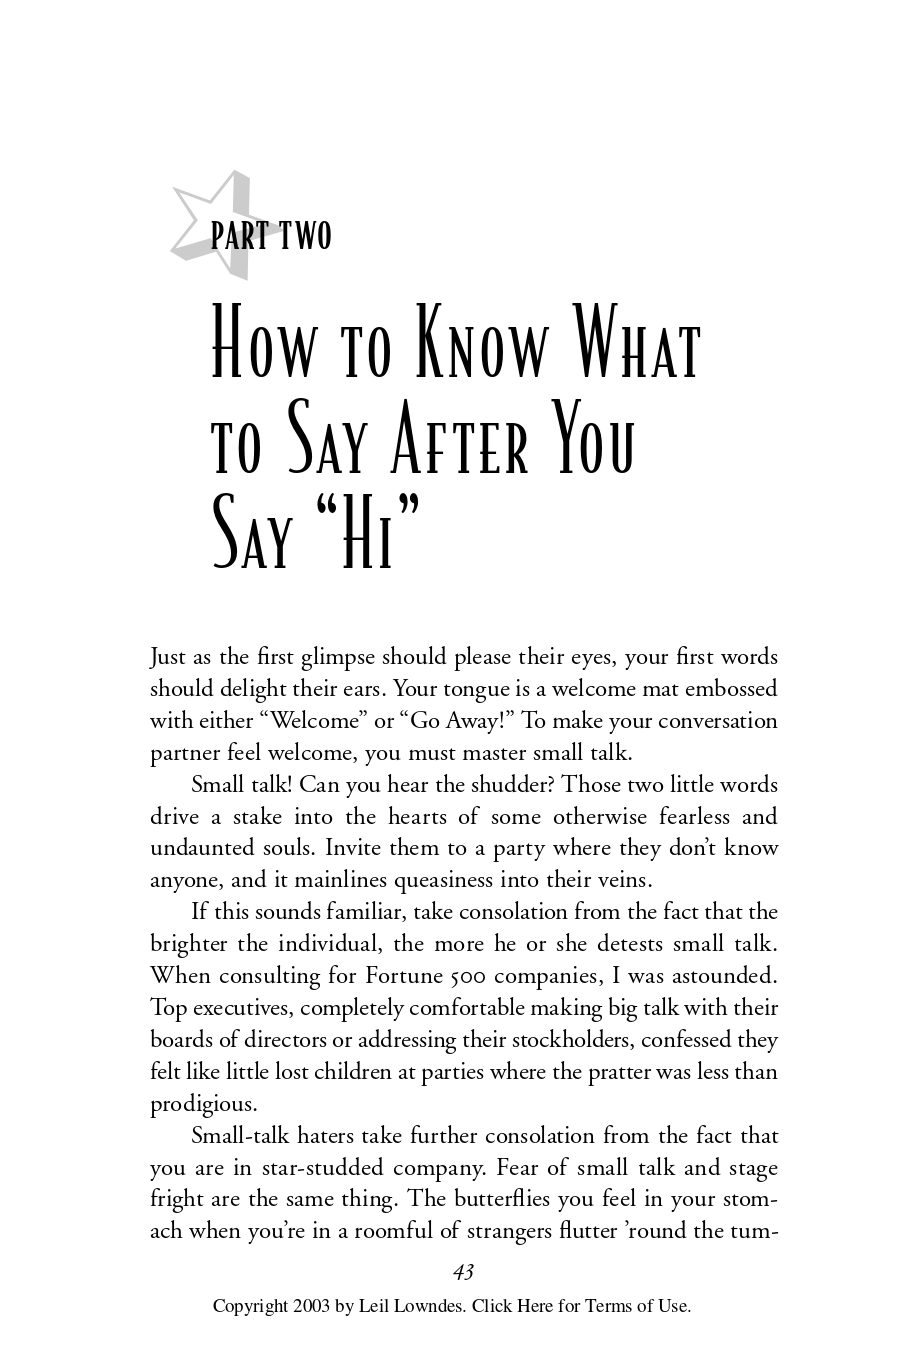 PART TWO
How to Know What
to Say After You
Say “Hi”
Just as the first glimpse should please their eyes, your first words
should delight their ears. Your tongue is a welcome mat embossed
with either “Welcome” or “Go Away!” To make your conversation
partner feel welcome, you must master small talk.
Small talk! Can you hear the shudder? Those two little words
drive a stake into the hearts of some otherwise fearless and
undaunted souls. Invite them to a party where they don’t know
anyone, and it mainlines queasiness into their veins.
If this sounds familiar, take consolation from the fact that the
brighter the individual, the more he or she detests small talk.
When consulting for Fortune 500 companies, I was astounded.
Top executives, completely comfortable making big talk with their
boards of directors or addressing their stockholders, confessed they
felt like little lost children at parties where the pratter was less than
prodigious.
Small-talk haters take further consolation from the fact that
you are in star-studded company. Fear of small talk and stage
fright are the same thing. The butterflies you feel in your stom-
ach when you’re in a roomful of strangers flutter ’round the tum-
43
Copyright 2003 by Leil Lowndes. Click Here for Terms of Use.